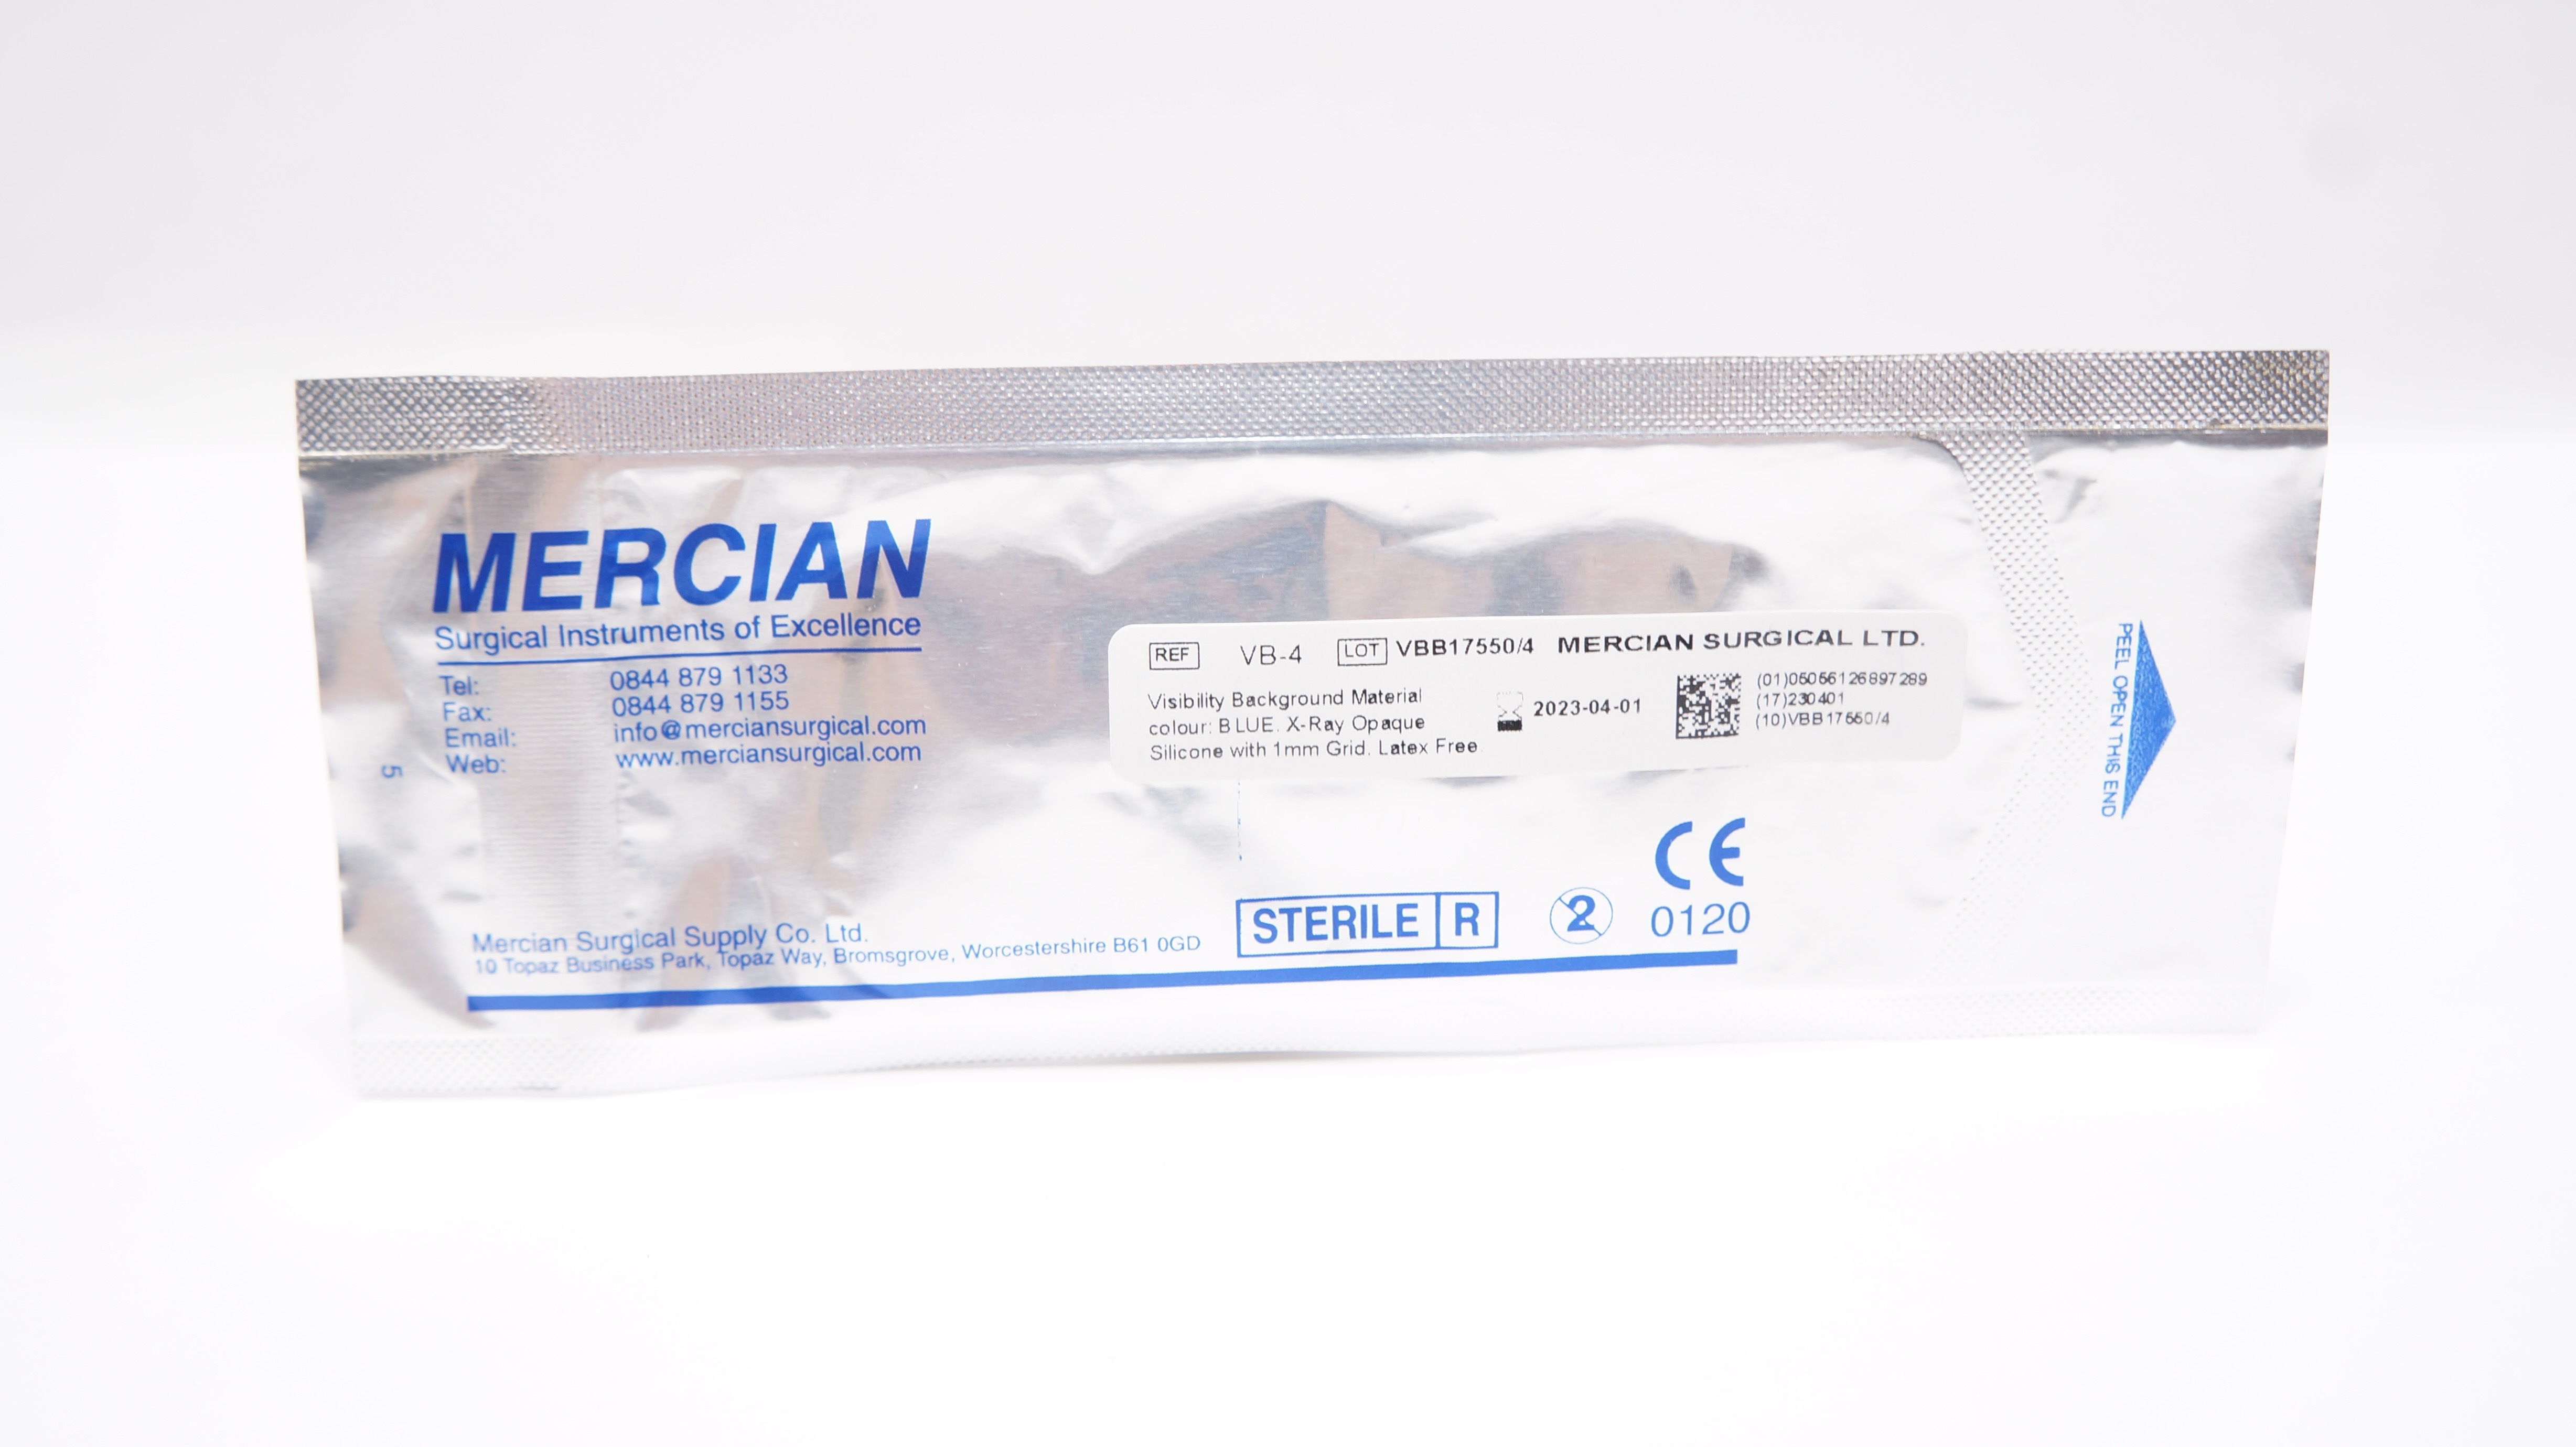 MERCIAN
Surgical Instruments of Excellence
Tel: 0844 879 1133
Fax: 0844 879 1155
Email: info@merciansurgical.com
Web: www.merciansurgical.com
5
REF VB-4 LOT VBB17550/4 MERCIAN SURGICAL LTD.
Visibility Background Material
colour: BLUE. X-Ray Opaque
Silicone with 1mm Grid. Latex Free
2023-04-01
(01)05056126897289
(17)230401
(10)VBB17550/4
PEEL OPEN THIS END
CE
0120
STERILE R
2
Mercian Surgical Supply Co. Ltd.
10 Topaz Business Park, Topaz Way, Bromsgrove, Worcestershire B61 0GD